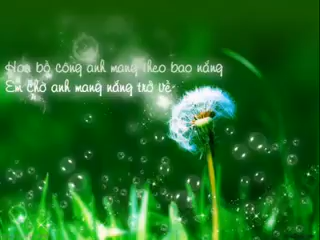 Hoa bồ công anh mang theo bao nắng
Em chờ anh mang nắng trở về